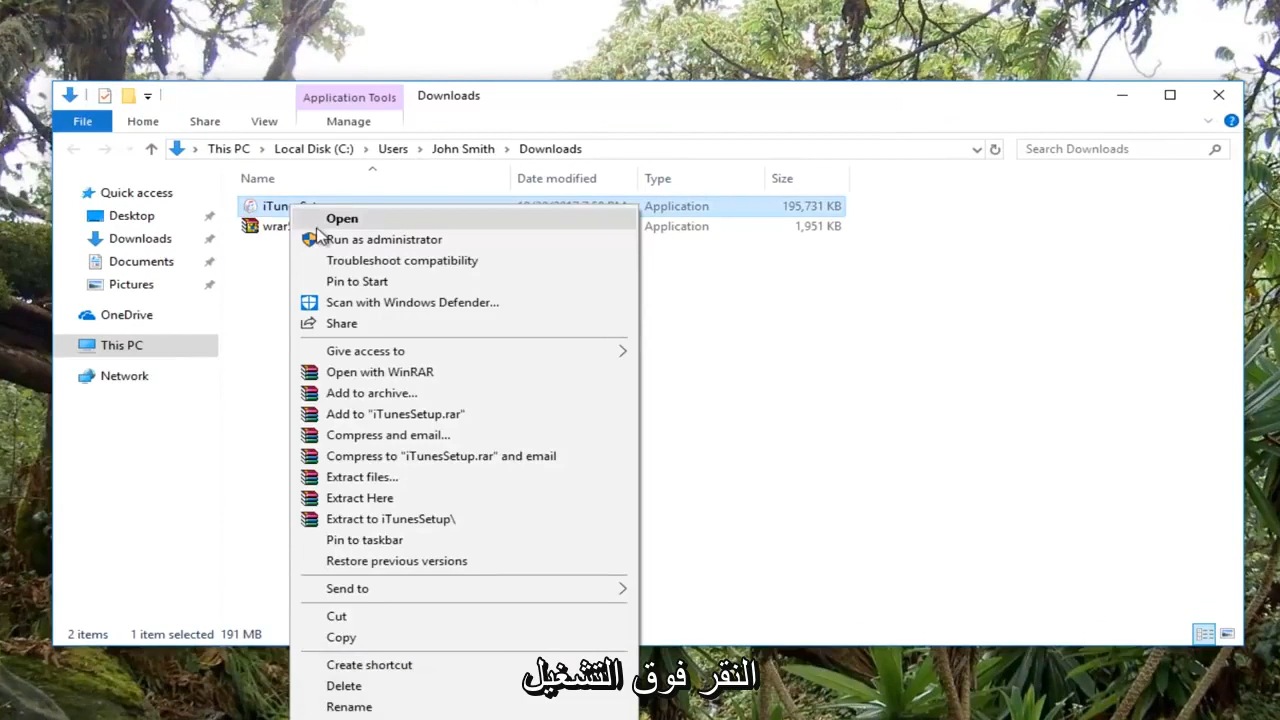 Application Tools
Downloads
File
Home
Share
View
Manage
This PC
Local Disk (C:)
Users
John Smith
Downloads
Search Downloads
Name
Date modified
Type
Size
Application
195,731 KB
Application
1,951 KB
Quick access
Desktop
Downloads
Documents
Pictures
OneDrive
This PC
Network
Open
Run as administrator
Troubleshoot compatibility
Pin to Start
Scan with Windows Defender...
Share
Give access to
Open with WinRAR
Add to archive...
Add to "iTunesSetup.rar"
Compress and email...
Compress to "iTunesSetup.rar" and email
Extract files...
Extract Here
Extract to iTunesSetup\
Pin to taskbar
Restore previous versions
Send to
Cut
Copy
Create shortcut
Delete
Rename
2 items
1 item selected 191 MB
النقر فوق التشغيل